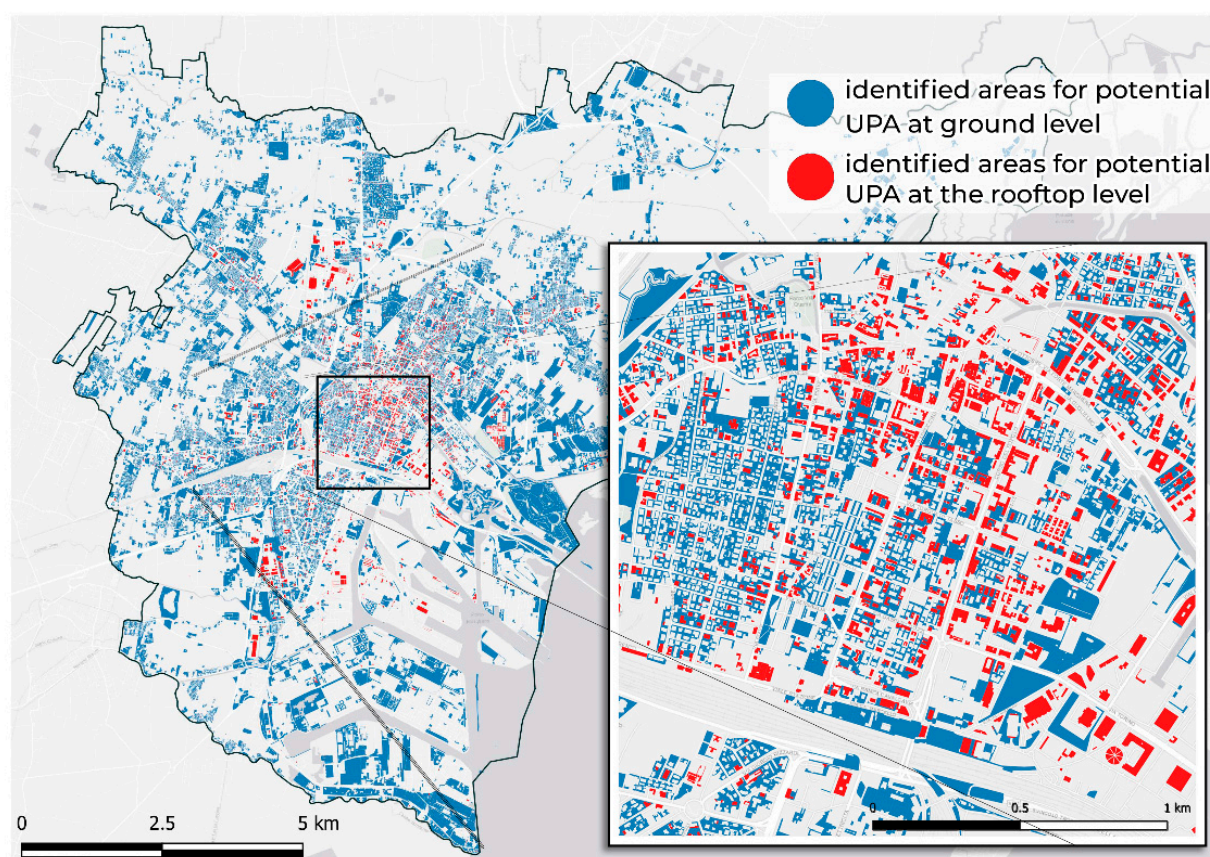 identified areas for potential
UPA at ground level
identified areas for potential
UPA at the rooftop level
0 2.5 5 km
0 0.5 1 km